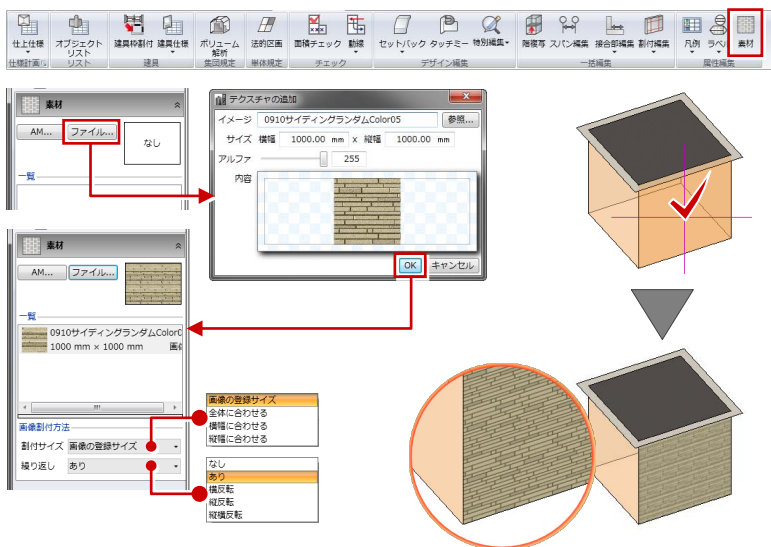 仕上仕様 オブジェクトリスト 建具枠割付 建具仕様 ボリューム解析 法的区画 面積チェック 動線 セットバック タッチミー 特別編集 階複写 スパン編集 接合部編集 割付編集 凡例 ラベル 素材
仕様計画 リスト 建具 集団規定 単体規定 チェック デザイン編集 一括編集 属性編集
素材
AM... ファイル...
なし
一覧
テクスチャの追加
イメージ 0910サイディングランダムColor05 参照...
サイズ 横幅 1000.00 mm x 縦幅 1000.00 mm
アルファ 255
内容
OK キャンセル
素材
AM... ファイル...
一覧
0910サイディングランダムColor0
1000 mm × 1000 mm 画像
画像割付方法
割付サイズ 画像の登録サイズ
繰り返し あり
画像の登録サイズ
全体に合わせる
横幅に合わせる
縦幅に合わせる
なし
あり
横反転
縦反転
縦横反転